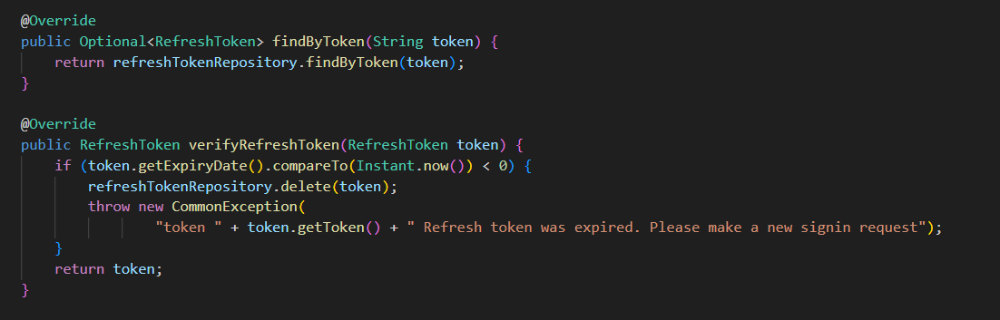 @Override
public Optional<RefreshToken> findByToken(String token) {
return refreshTokenRepository.findByToken(token);
}
@Override
public RefreshToken verifyRefreshToken(RefreshToken token) {
if (token.getExpiryDate().compareTo(Instant.now()) < 0) {
refreshTokenRepository.delete(token);
throw new CommonException(
"token " + token.getToken() + " Refresh token was expired. Please make a new signin request");
}
return token;
}